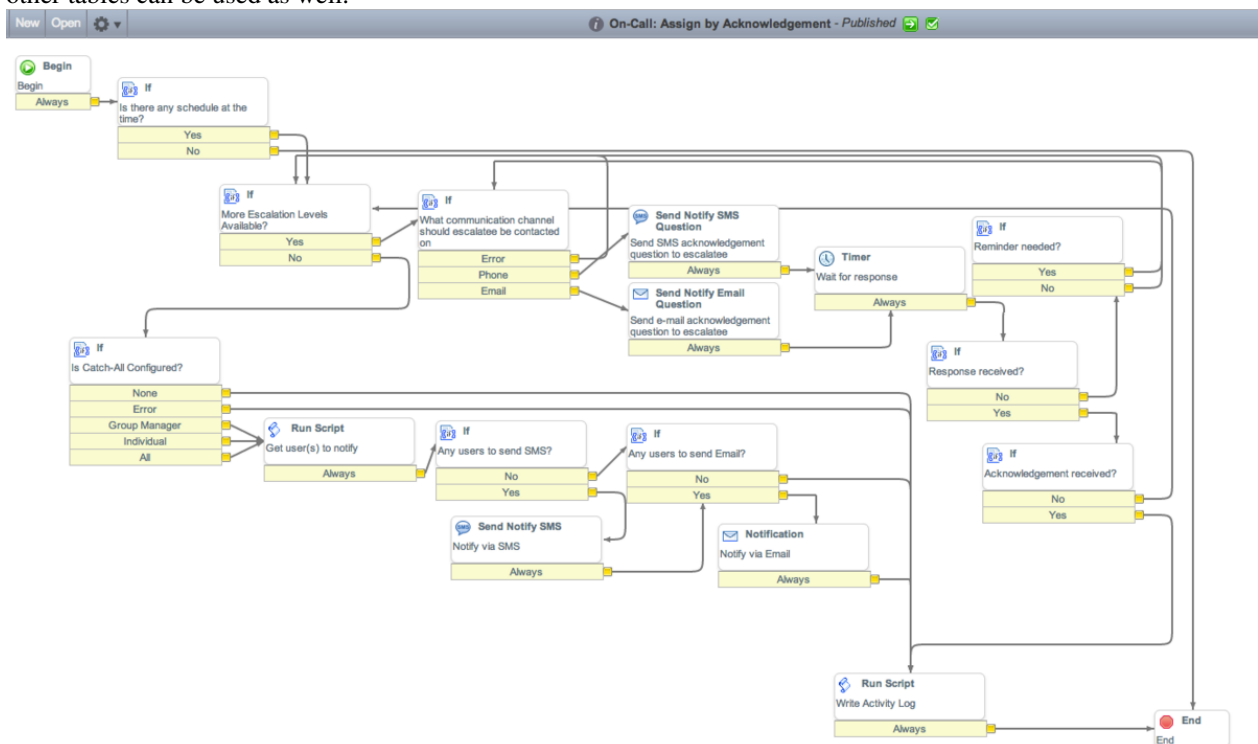 other tables can be used as well.
New Open
On-Call: Assign by Acknowledgement - Published
Begin
Begin
Always
If
Is there any schedule at the
time?
Yes
No
If
More Escalation Levels
Available?
Yes
No
If
What communication channel
should escalatee be contacted
on
Error
Phone
Email
Send Notify SMS
Question
Send SMS acknowledgement
question to escalatee
Always
Send Notify Email
Question
Send e-mail acknowledgement
question to escalatee
Always
Timer
Wait for response
Always
If
Reminder needed?
Yes
No
If
Response received?
No
Yes
If
Acknowledgement received?
No
Yes
If
Is Catch-All Configured?
None
Error
Group Manager
Individual
All
Run Script
Get user(s) to notify
Always
If
Any users to send SMS?
No
Yes
If
Any users to send Email?
No
Yes
Send Notify SMS
Notify via SMS
Always
Notification
Notify via Email
Always
Run Script
Write Activity Log
Always
End
End